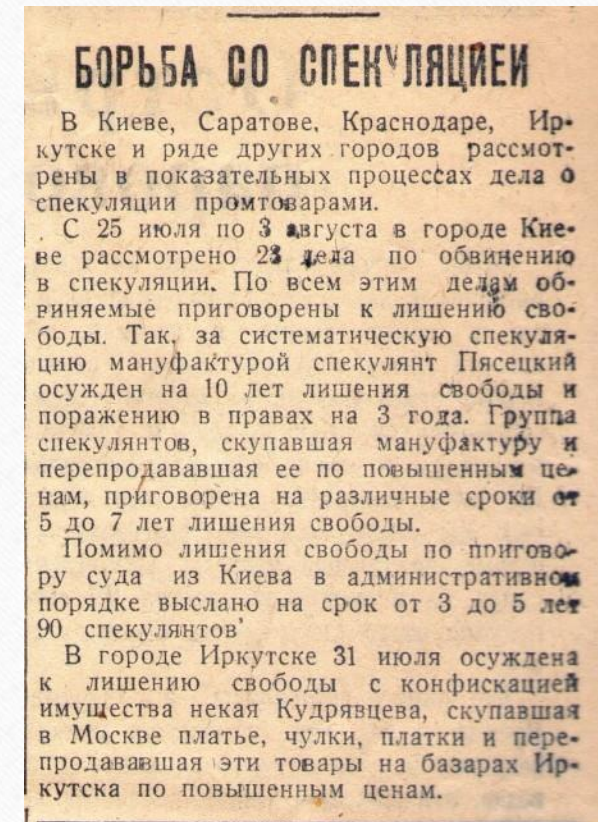 БОРЬБА СО СПЕКУЛЯЦИЕЙ
В Киеве, Саратове, Краснодаре, Ир-
кутске и ряде других городов рассмот-
рены в показательных процессах дела о
спекуляции промтоварами.
С 25 июля по 3 августа в городе Кие-
ве рассмотрено 23 дела по обвинению
в спекуляции. По всем этим делам об-
виняемые приговорены к лишению сво-
боды. Так, за систематическую спекуля-
цию мануфактурой спекулянт Пясецкий
осужден на 10 лет лишения свободы и
поражению в правах на 3 года. Группа
спекулянтов, скупавшая мануфактуру и
перепродававшая ее по повышенным це-
нам, приговорена на различные сроки от
5 до 7 лет лишения свободы.
Помимо лишения свободы по пригово-
ру суда из Киева в административном
порядке выслано на срок от 3 до 5 лет
90 спекулянтов'
В городе Иркутске 31 июля осуждена
к лишению свободы с конфискацией
имущества некая Кудрявцева, скупавшая
в Москве платье, чулки, платки и пере-
продававшая эти товары на базарах Ир-
кутска по повышенным ценам.